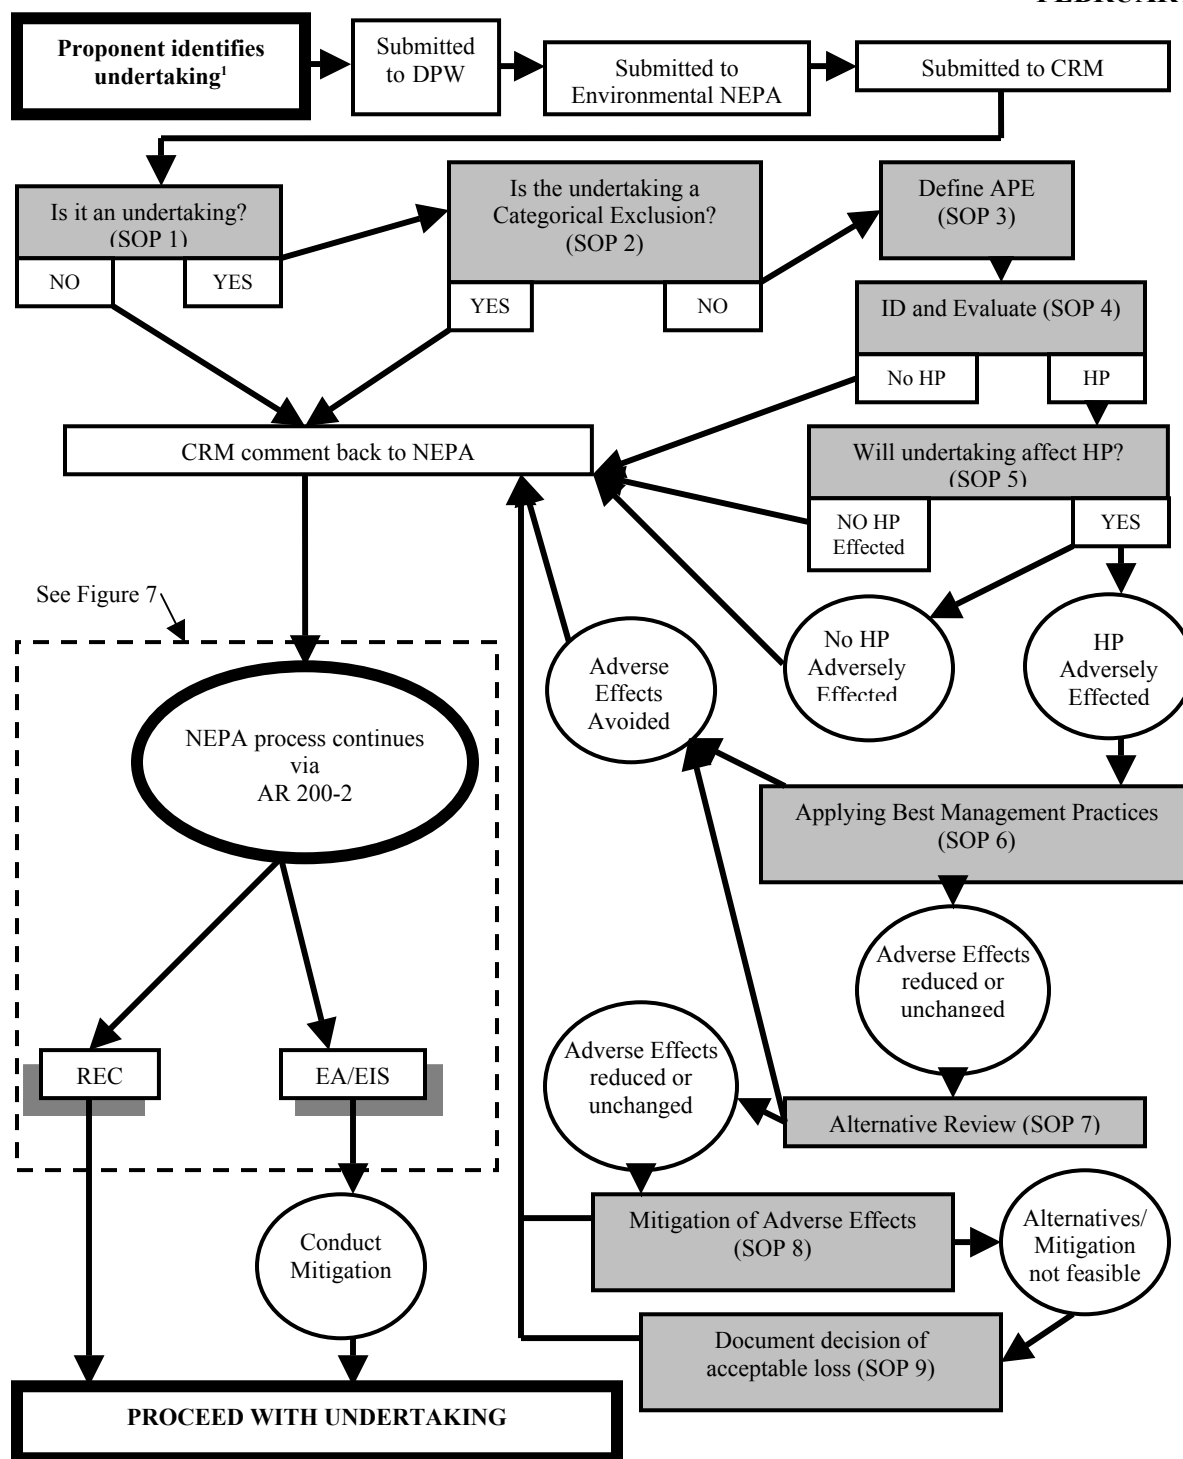 FEBRUAR
Proponent identifies
undertaking¹
Submitted
to DPW
Submitted to
Environmental NEPA
Submitted to CRM
Is it an undertaking?
(SOP 1)
NO
YES
Is the undertaking a
Categorical Exclusion?
(SOP 2)
YES
NO
Define APE
(SOP 3)
ID and Evaluate (SOP 4)
No HP
HP
CRM comment back to NEPA
Will undertaking affect HP?
(SOP 5)
NO HP
Effected
YES
See Figure 7
No HP
Adversely
Effected
HP
Adversely
Effected
Adverse
Effects
Avoided
NEPA process continues
via
AR 200-2
Applying Best Management Practices
(SOP 6)
Adverse Effects
reduced or
unchanged
Adverse Effects
reduced or
unchanged
REC
EA/EIS
Alternative Review (SOP 7)
Mitigation of Adverse Effects
(SOP 8)
Alternatives/
Mitigation
not feasible
Conduct
Mitigation
Document decision of
acceptable loss (SOP 9)
PROCEED WITH UNDERTAKING